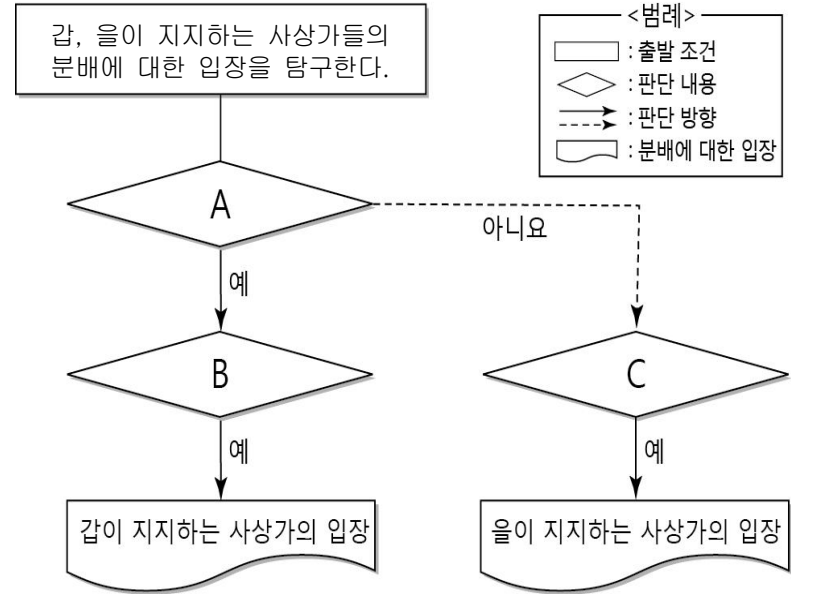 갑, 을이 지지하는 사상가들의
분배에 대한 입장을 탐구한다.
<범례>
: 출발 조건
: 판단 내용
: 판단 방향
: 분배에 대한 입장
A
아니요
예
B
C
예
예
갑이 지지하는 사상가의 입장
을이 지지하는 사상가의 입장